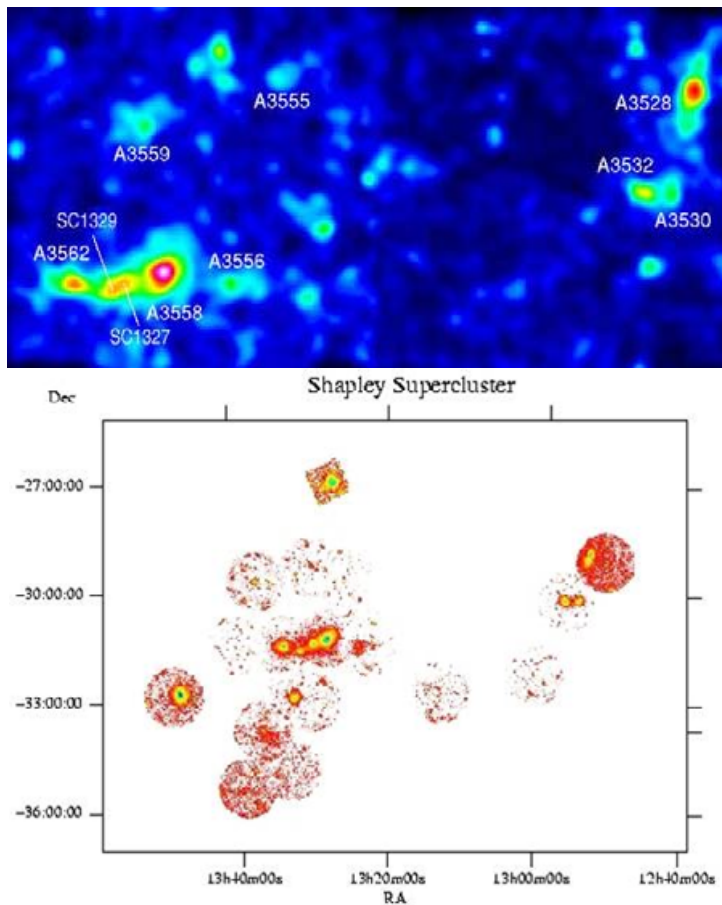 A3555
A3528
A3559
A3532
SC1329
A3530
A3562
A3556
A3558
SC1327
Shapley Supercluster
Dec
-27:00:00
-30:00:00
-33:00:00
-36:00:00
13h40m00s 13h20m00s 13h00m00s 12h40m00s
RA